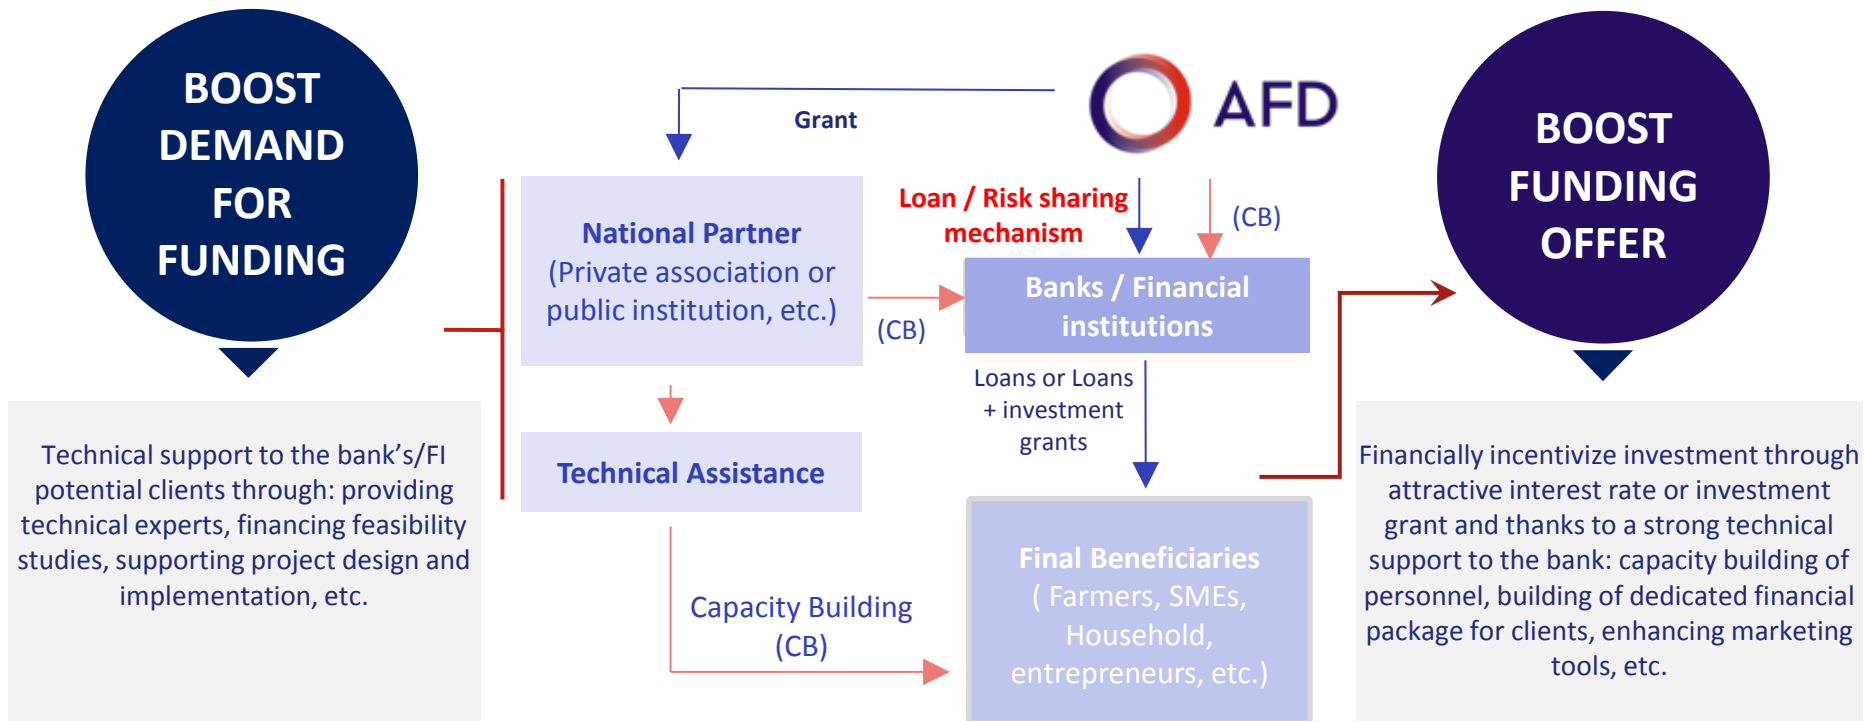 BOOST
DEMAND
FOR
FUNDING
Technical support to the bank’s/FI
potential clients through: providing
technical experts, financing feasibility
studies, supporting project design and
implementation, etc.
Grant
AFD
National Partner
(Private association or
public institution, etc.)
Loan / Risk sharing
mechanism
(CB)
(CB)
Banks / Financial
institutions
Technical Assistance
Loans or Loans
+ investment
grants
Capacity Building
(CB)
Final Beneficiaries
( Farmers, SMEs,
Household,
entrepreneurs, etc.)
BOOST
FUNDING
OFFER
Financially incentivize investment through
attractive interest rate or investment
grant and thanks to a strong technical
support to the bank: capacity building of
personnel, building of dedicated financial
package for clients, enhancing marketing
tools, etc.